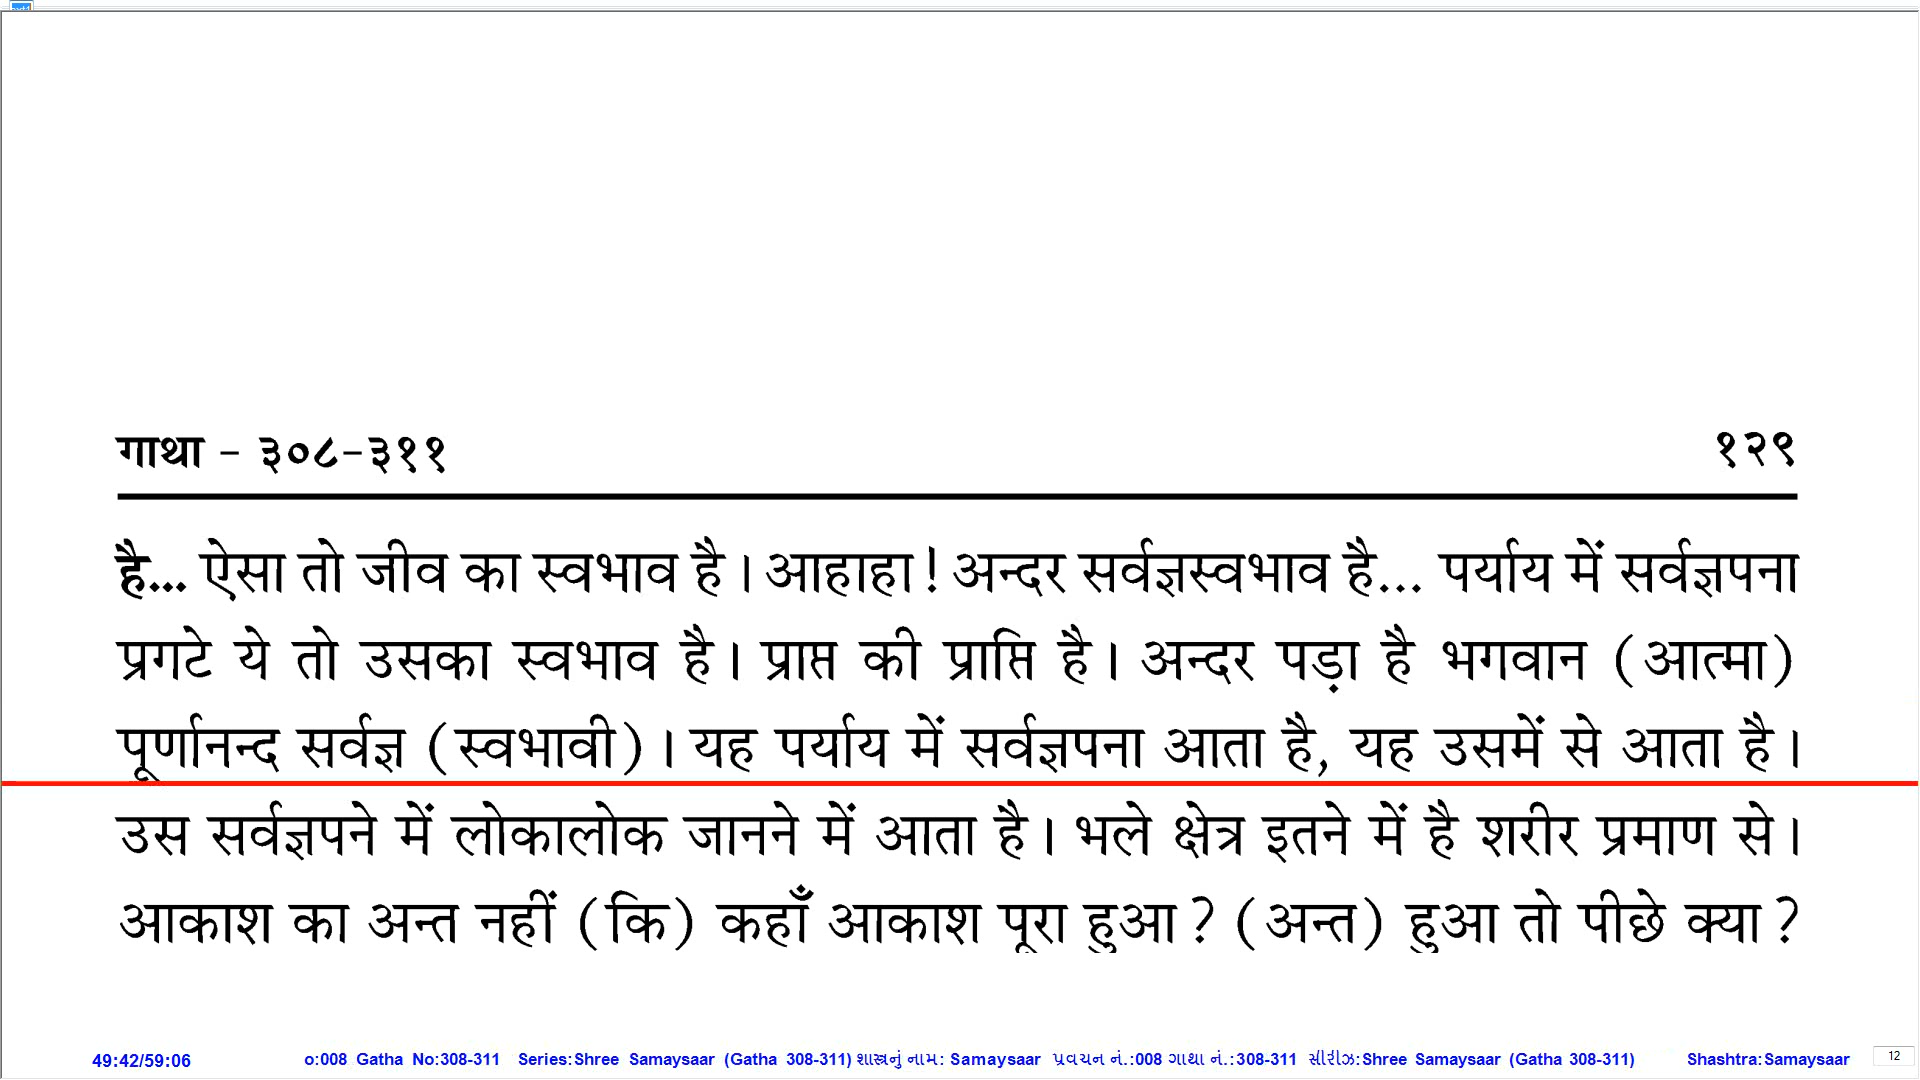 गाथा - ३०८-३११ १२९
है... ऐसा तो जीव का स्वभाव है। आहाहा! अन्दर सर्वज्ञस्वभाव है... पर्याय में सर्वज्ञपना
प्रगटे ये तो उसका स्वभाव है। प्राप्त की प्राप्ति है। अन्दर पड़ा है भगवान (आत्मा)
पूर्णानन्द सर्वज्ञ (स्वभावी)। यह पर्याय में सर्वज्ञपना आता है, यह उसमें से आता है।
उस सर्वज्ञपने में लोकालोक जानने में आता है। भले क्षेत्र इतने में है शरीर प्रमाण से।
आकाश का अन्त नहीं (कि) कहाँ आकाश पूरा हुआ? (अन्त) हुआ तो पीछे क्या?
49:42/59:06 o:008 Gatha No:308-311 Series:Shree Samaysaar (Gatha 308-311) શાસ્ત્રનું નામ: Samaysaar પ્રવચન નં.:008 ગાથા નં.:308-311 સીરીઝ:Shree Samaysaar (Gatha 308-311) Shashtra:Samaysaar 12